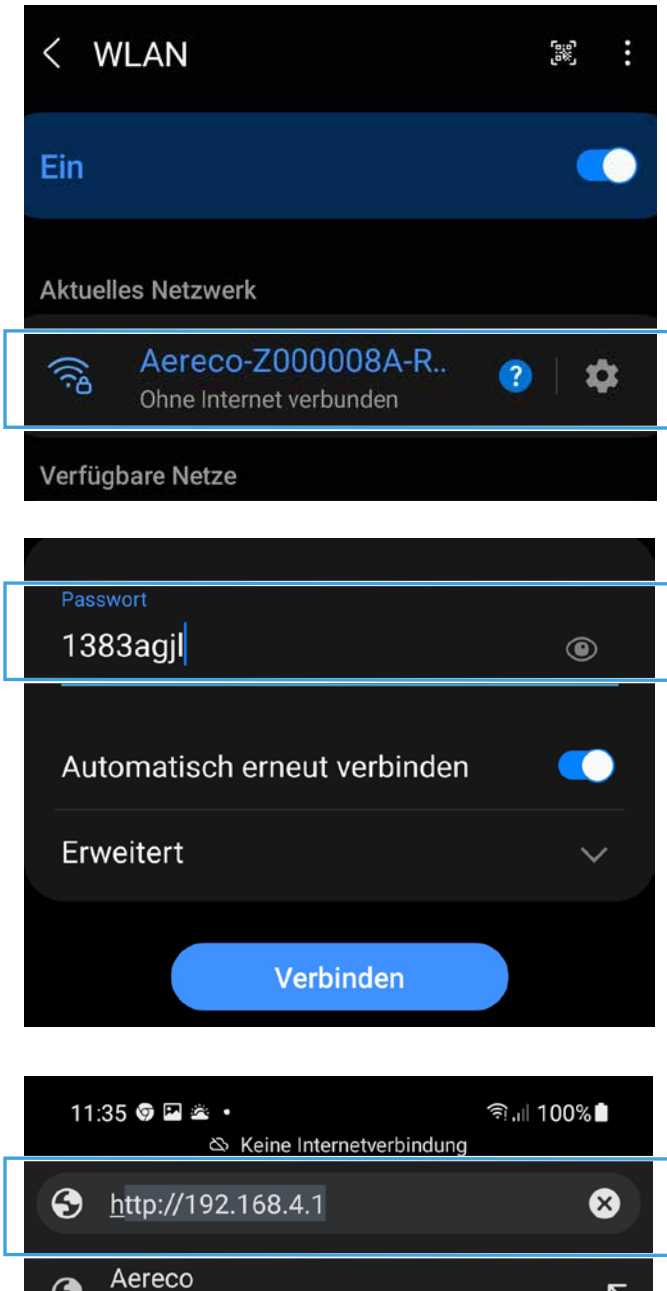 WLAN
Ein
Aktuelles Netzwerk
Aereco-Z000008A-R..
Ohne Internet verbunden
Verfügbare Netze
Passwort
1383agjl
Automatisch erneut verbinden
Erweitert
Verbinden
11:35 100%
Keine Internetverbindung
http://192.168.4.1
Aereco